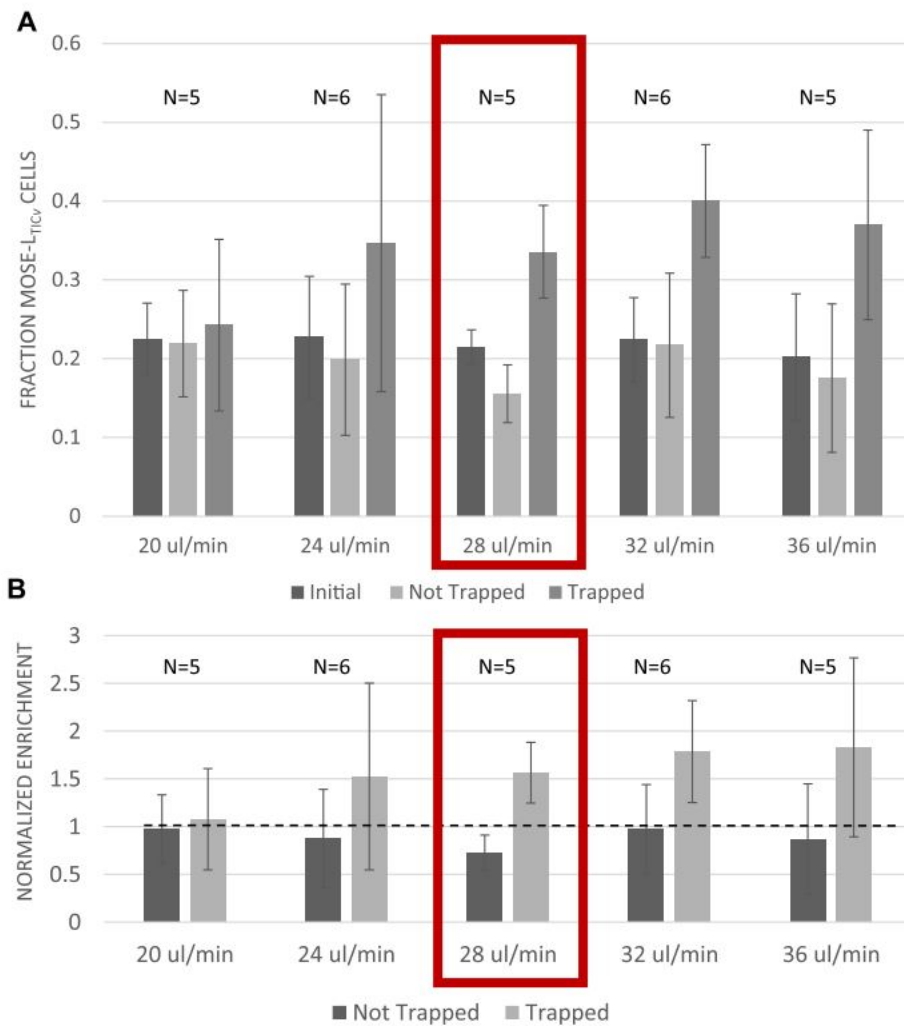 A
FRACTION MOSE-L_TICv CELLS
0.6
0.5
0.4
0.3
0.2
0.1
0
N=5 N=6 N=5 N=6 N=5
20 ul/min 24 ul/min 28 ul/min 32 ul/min 36 ul/min
Initial Not Trapped Trapped
B
NORMALIZED ENRICHMENT
3
2.5
2
1.5
1
0.5
0
N=5 N=6 N=5 N=6 N=5
20 ul/min 24 ul/min 28 ul/min 32 ul/min 36 ul/min
Not Trapped Trapped